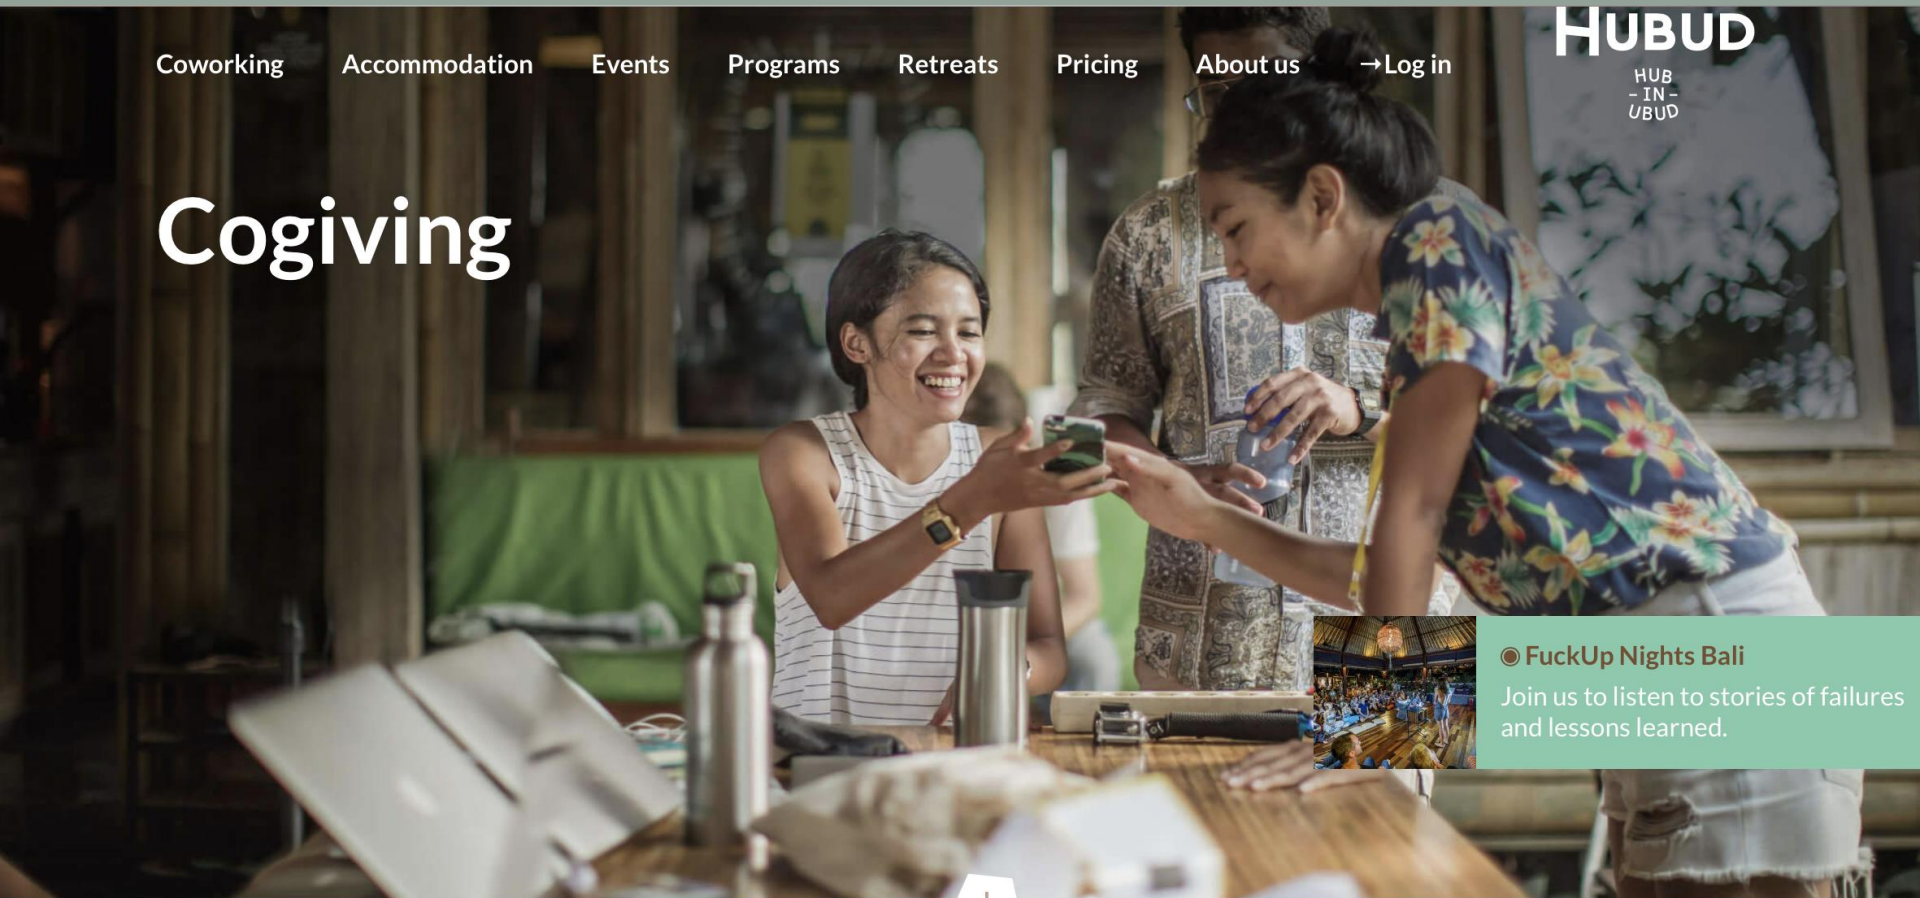 Coworking
Accommodation
Events
Programs
Retreats
Pricing
About us
→Log in
HUBUD
HUB
- IN -
UBUD
Cogiving
◉ FuckUp Nights Bali
Join us to listen to stories of failures
and lessons learned.